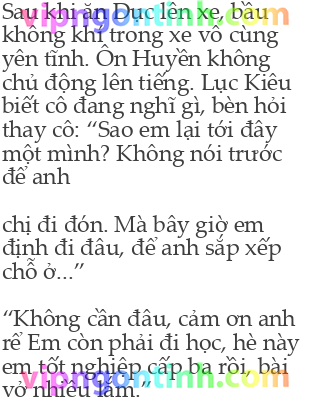 Sau khi ăn Dục lên xe, bầu
không khí trong xe vô cùng
yên tĩnh. Ôn Huyền không
chủ động lên tiếng. Lục Kiêu
biết cô đang nghĩ gì, bèn hỏi
thay cô: “Sao em lại tới đây
một mình? Không nói trước
để anh
chị đi đón. Mà bây giờ em
định đi đâu, để anh sắp xếp
chỗ ở...”
“Không cần đâu, cảm ơn anh
rể Em còn phải đi học, hè này
em tốt nghiệp cấp ba rồi, bài
vở nhiều lắm.”
vipngontinh.com
vipngontinh.com